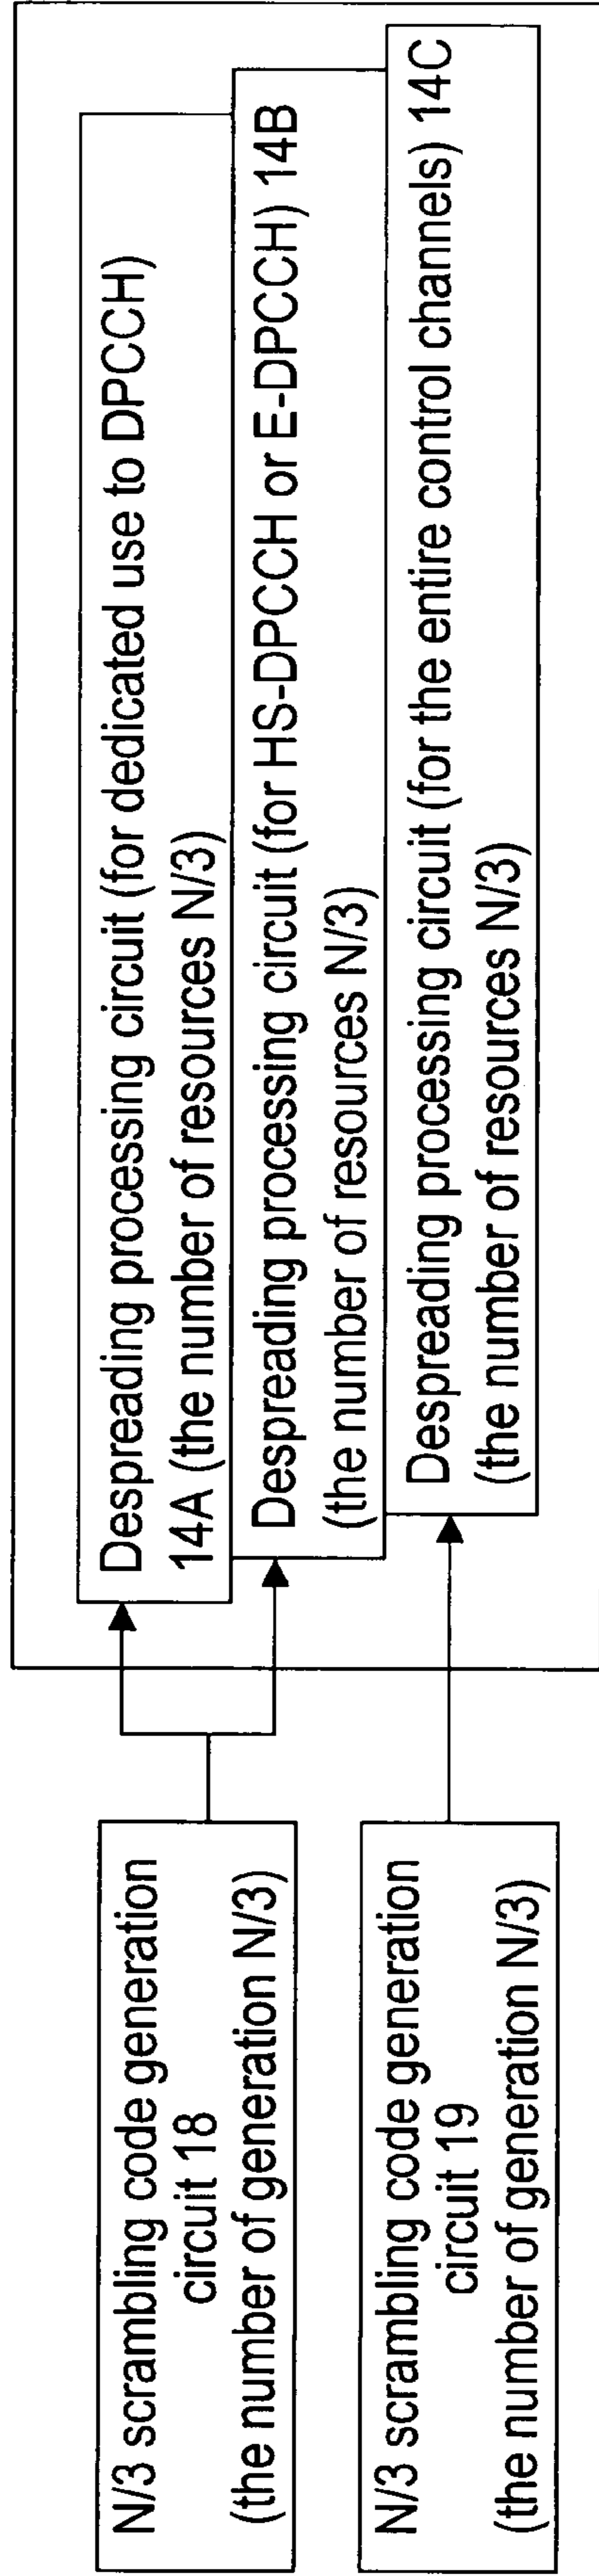 N/3 scrambling code generation
circuit 18
(the number of generation N/3)
N/3 scrambling code generation
circuit 19
(the number of generation N/3)
Despreading processing circuit (for dedicated use to DPCCH)
14A (the number of resources N/3)
Despreading processing circuit (for HS-DPCCH or E-DPCCH) 14B
(the number of resources N/3)
Despreading processing circuit (for the entire control channels) 14C
(the number of resources N/3)